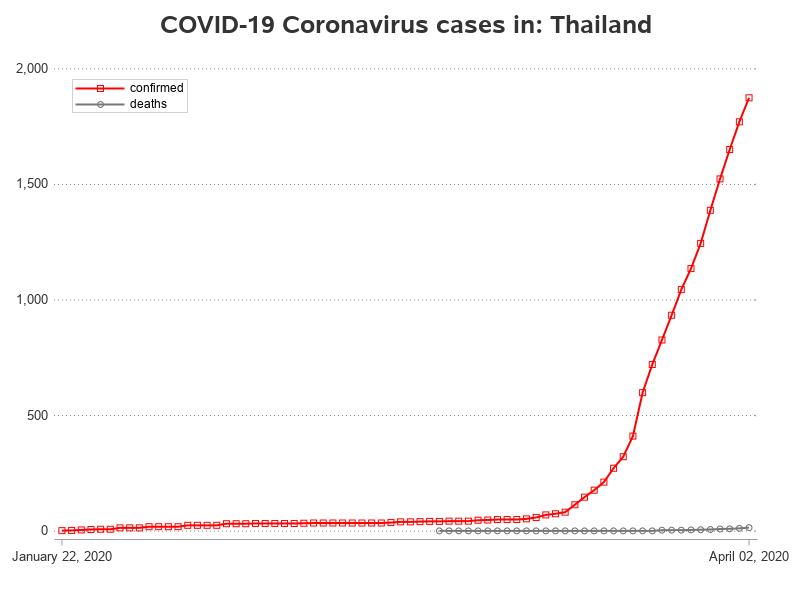 COVID-19 Coronavirus cases in: Thailand
2,000
confirmed
deaths
1,500
1,000
500
0
January 22, 2020
April 02, 2020